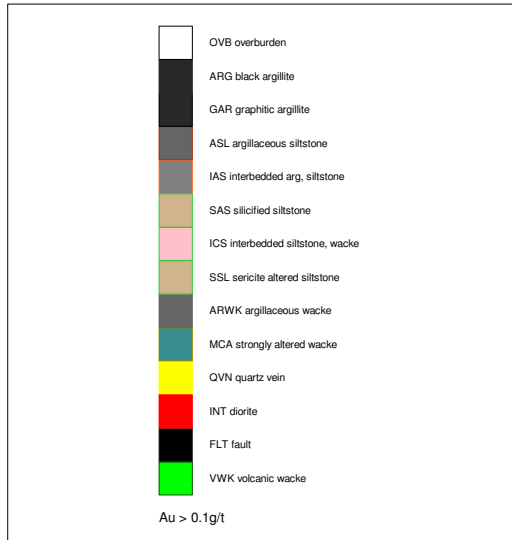 OVB overburden
ARG black argillite
GAR graphitic argillite
ASL argillaceous siltstone
IAS interbedded arg, siltstone
SAS silicified siltstone
ICS interbedded siltstone, wacke
SSL sericite altered siltstone
ARWK argillaceous wacke
MCA strongly altered wacke
QVN quartz vein
INT diorite
FLT fault
VWK volcanic wacke
Au > 0.1g/t